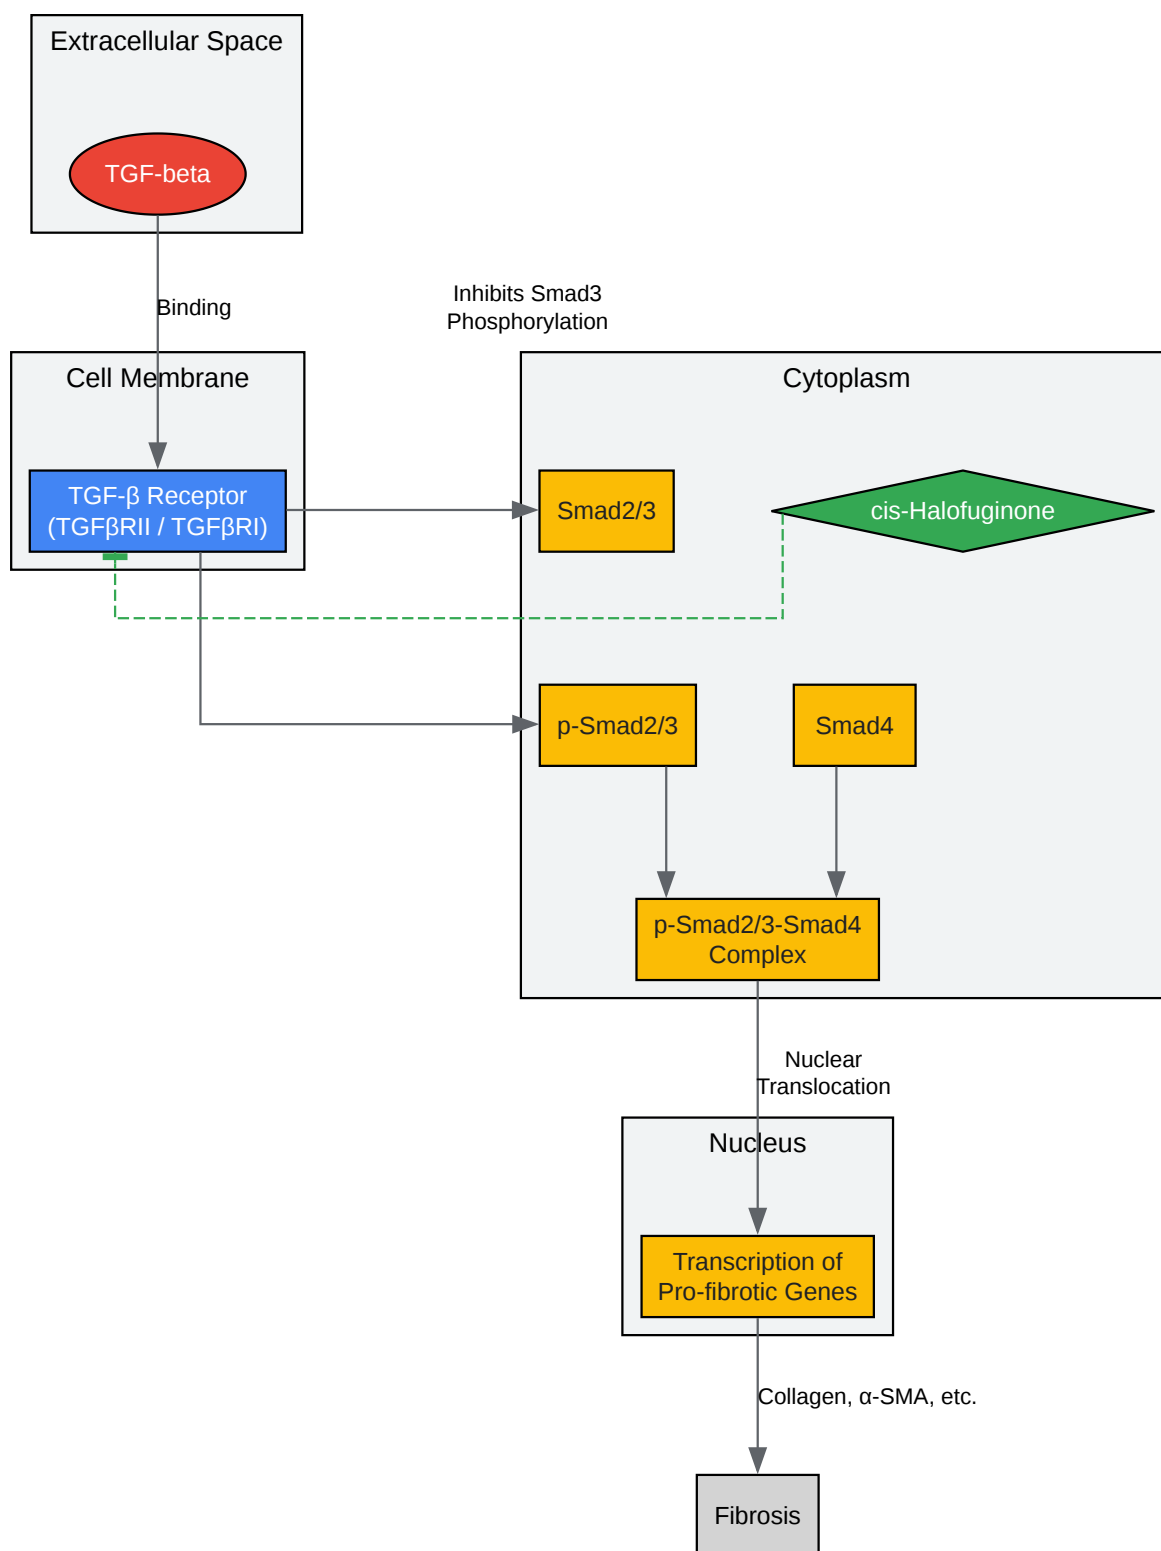 Extracellular Space
TGF-beta
Binding
Inhibits Smad3
Phosphorylation
Cell Membrane
TGF-β Receptor
(TGFβRII / TGFβRI)
Cytoplasm
Smad2/3
cis-Halofuginone
p-Smad2/3
Smad4
p-Smad2/3-Smad4
Complex
Nuclear
Translocation
Nucleus
Transcription of
Pro-fibrotic Genes
Collagen, α-SMA, etc.
Fibrosis